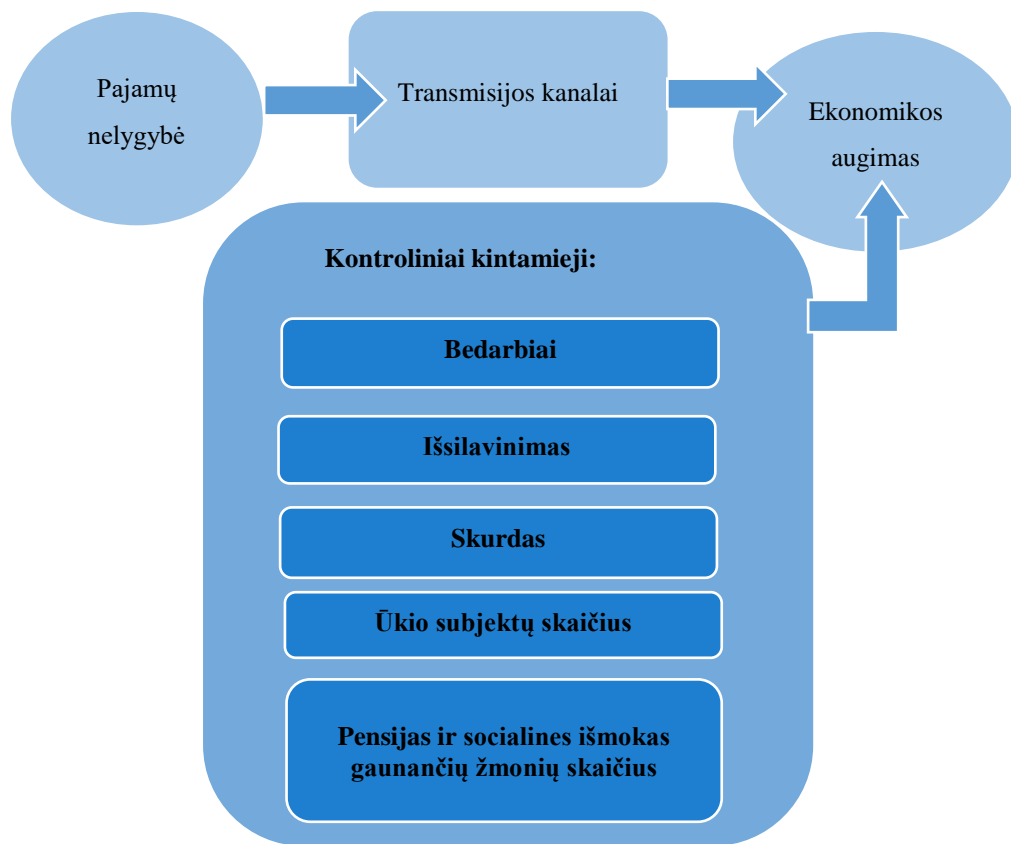 Pajamų
nelygybė
Transmisijos kanalai
Ekonomikos
augimas
Kontroliniai kintamieji:
Bedarbiai
Išsilavinimas
Skurdas
Ūkio subjektų skaičius
Pensijas ir socialines išmokas
gaunančių žmonių skaičius